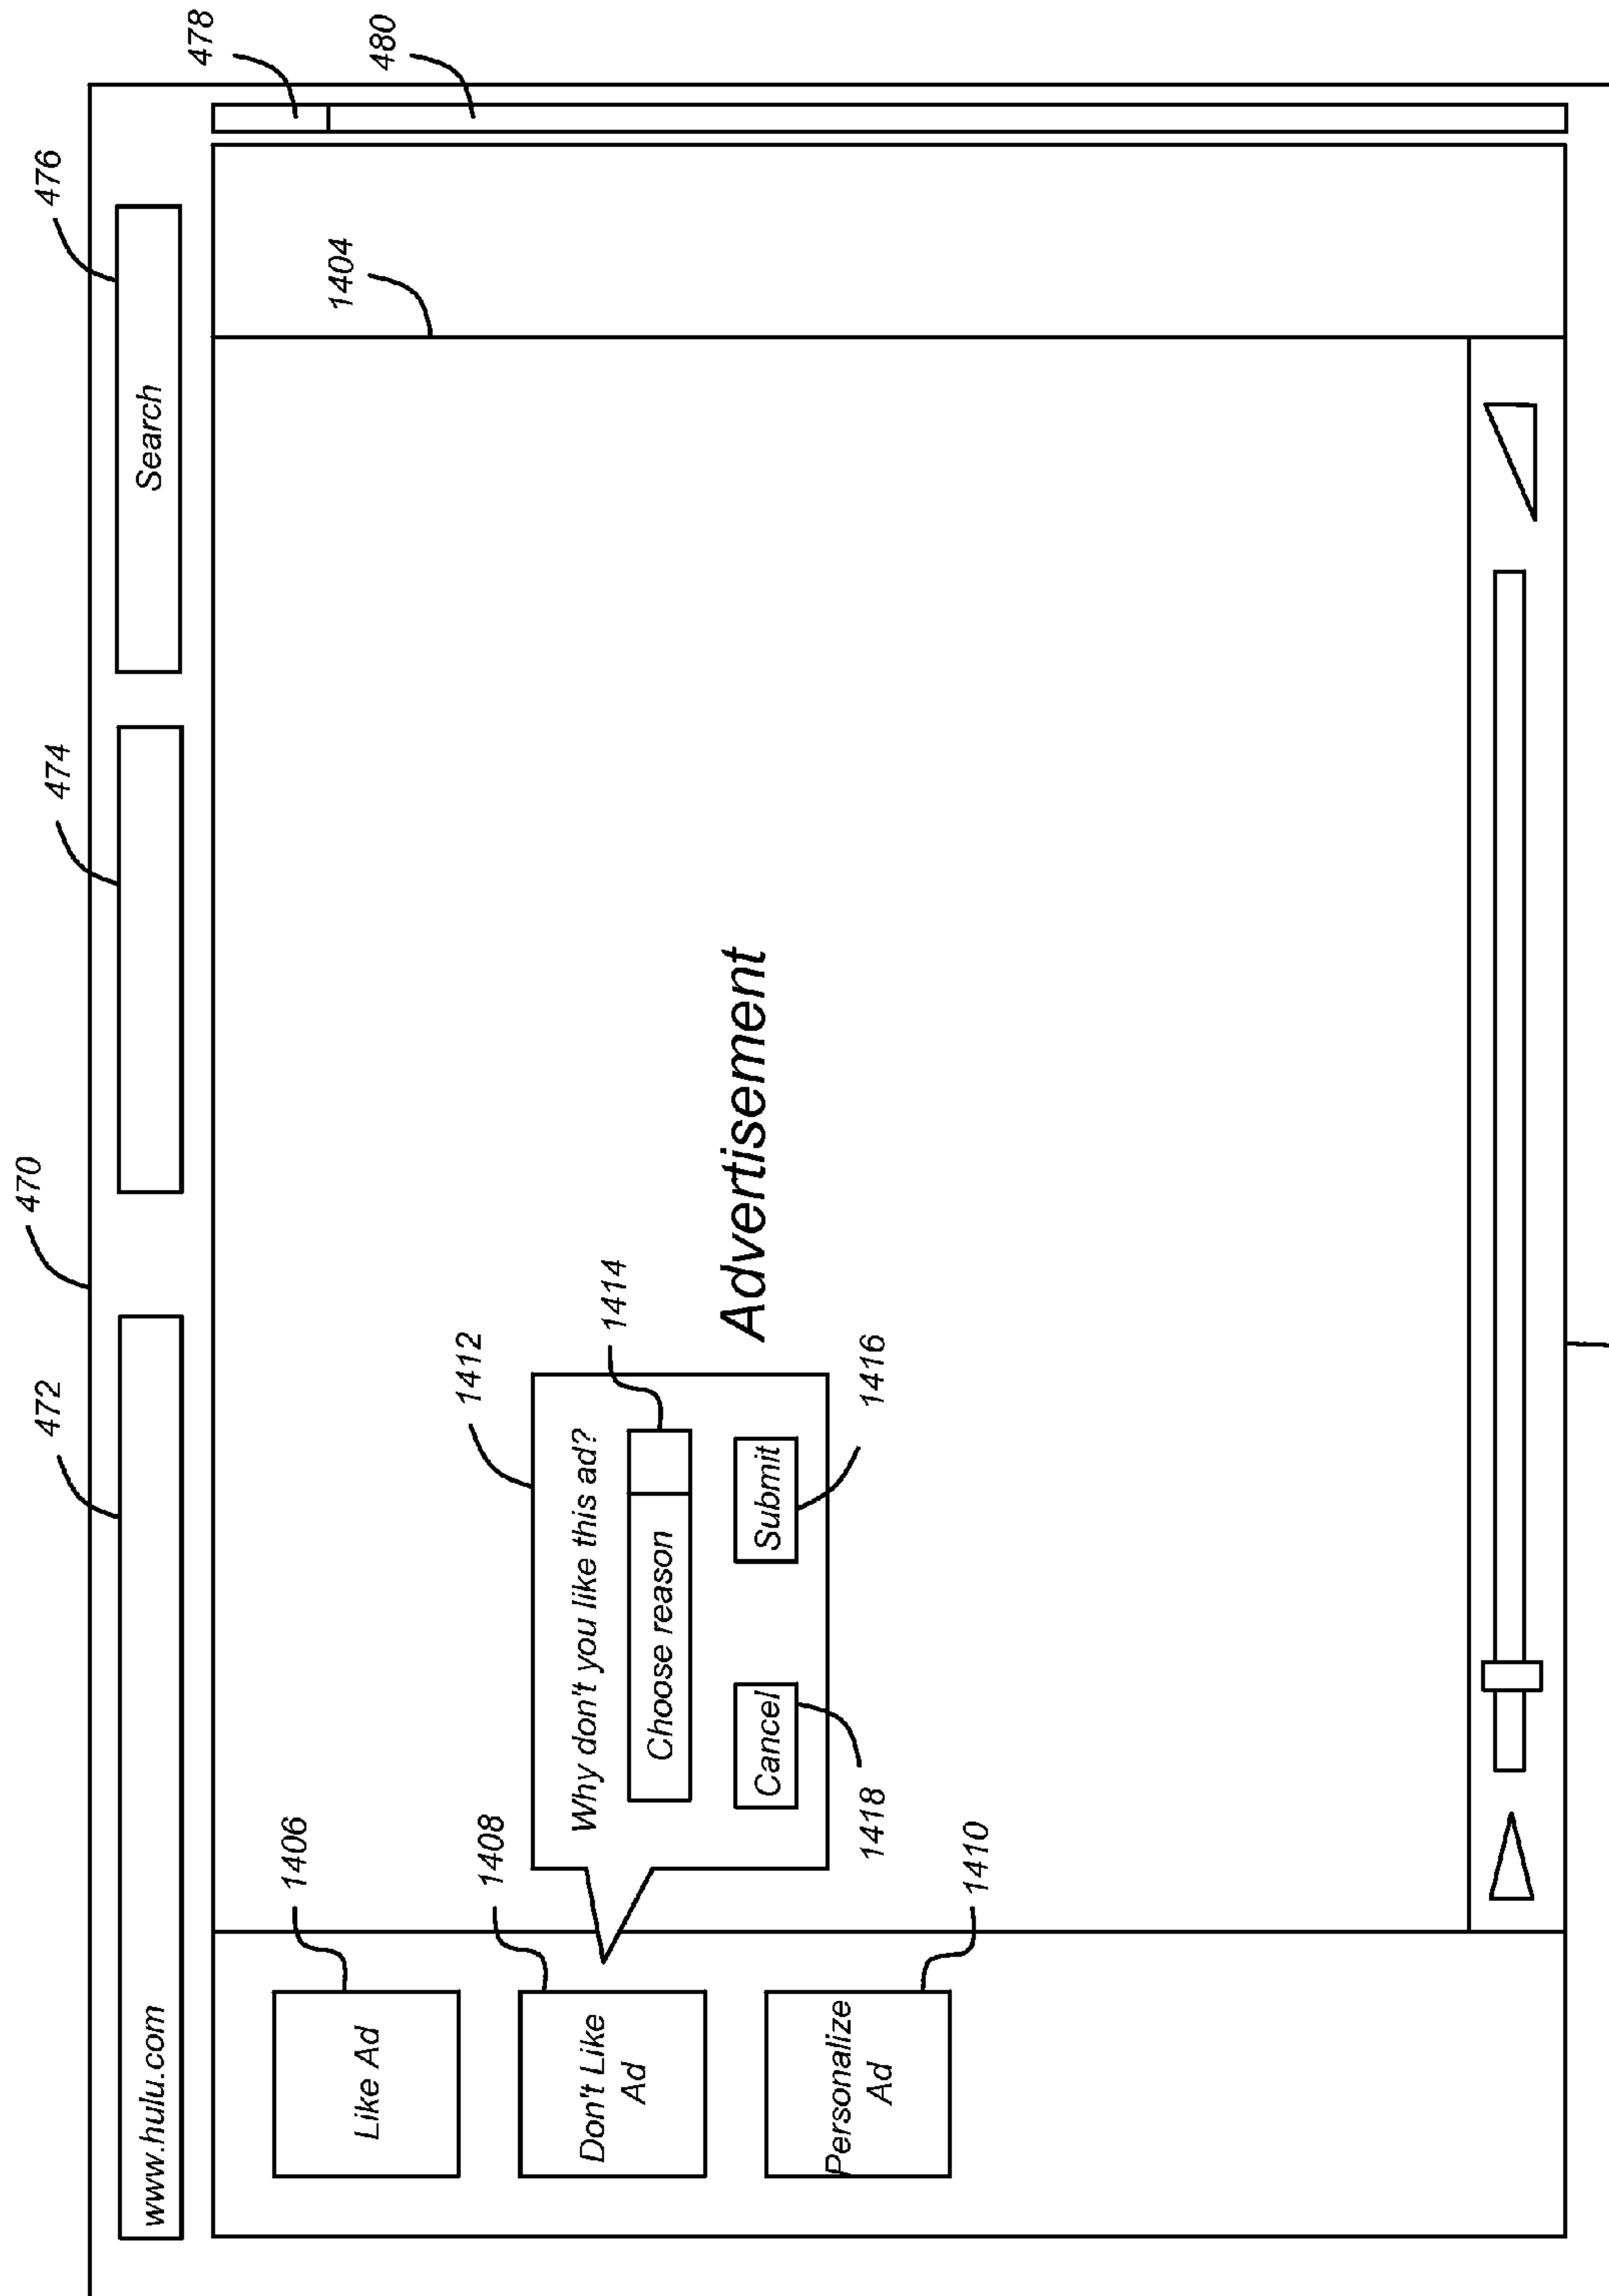 470
472
474
476
www.hulu.com
Search
478
480
1404
1406
Like Ad
1408
Don't Like
Ad
1410
Personalize
Ad
1412
Why don't you like this ad?
1414
Choose reason
Cancel
Submit
1418
1416
Advertisement